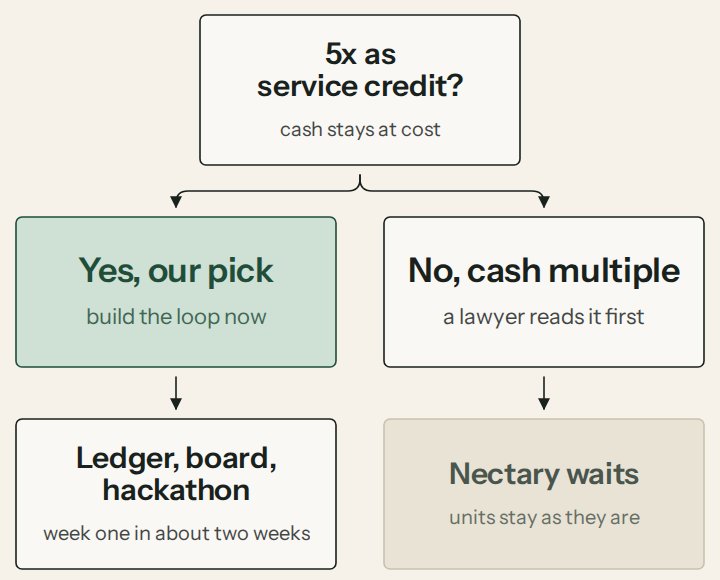 5x as
service credit?
cash stays at cost
Yes, our pick
build the loop now
No, cash multiple
a lawyer reads it first
Ledger, board,
hackathon
week one in about two weeks
Nectary waits
units stay as they are